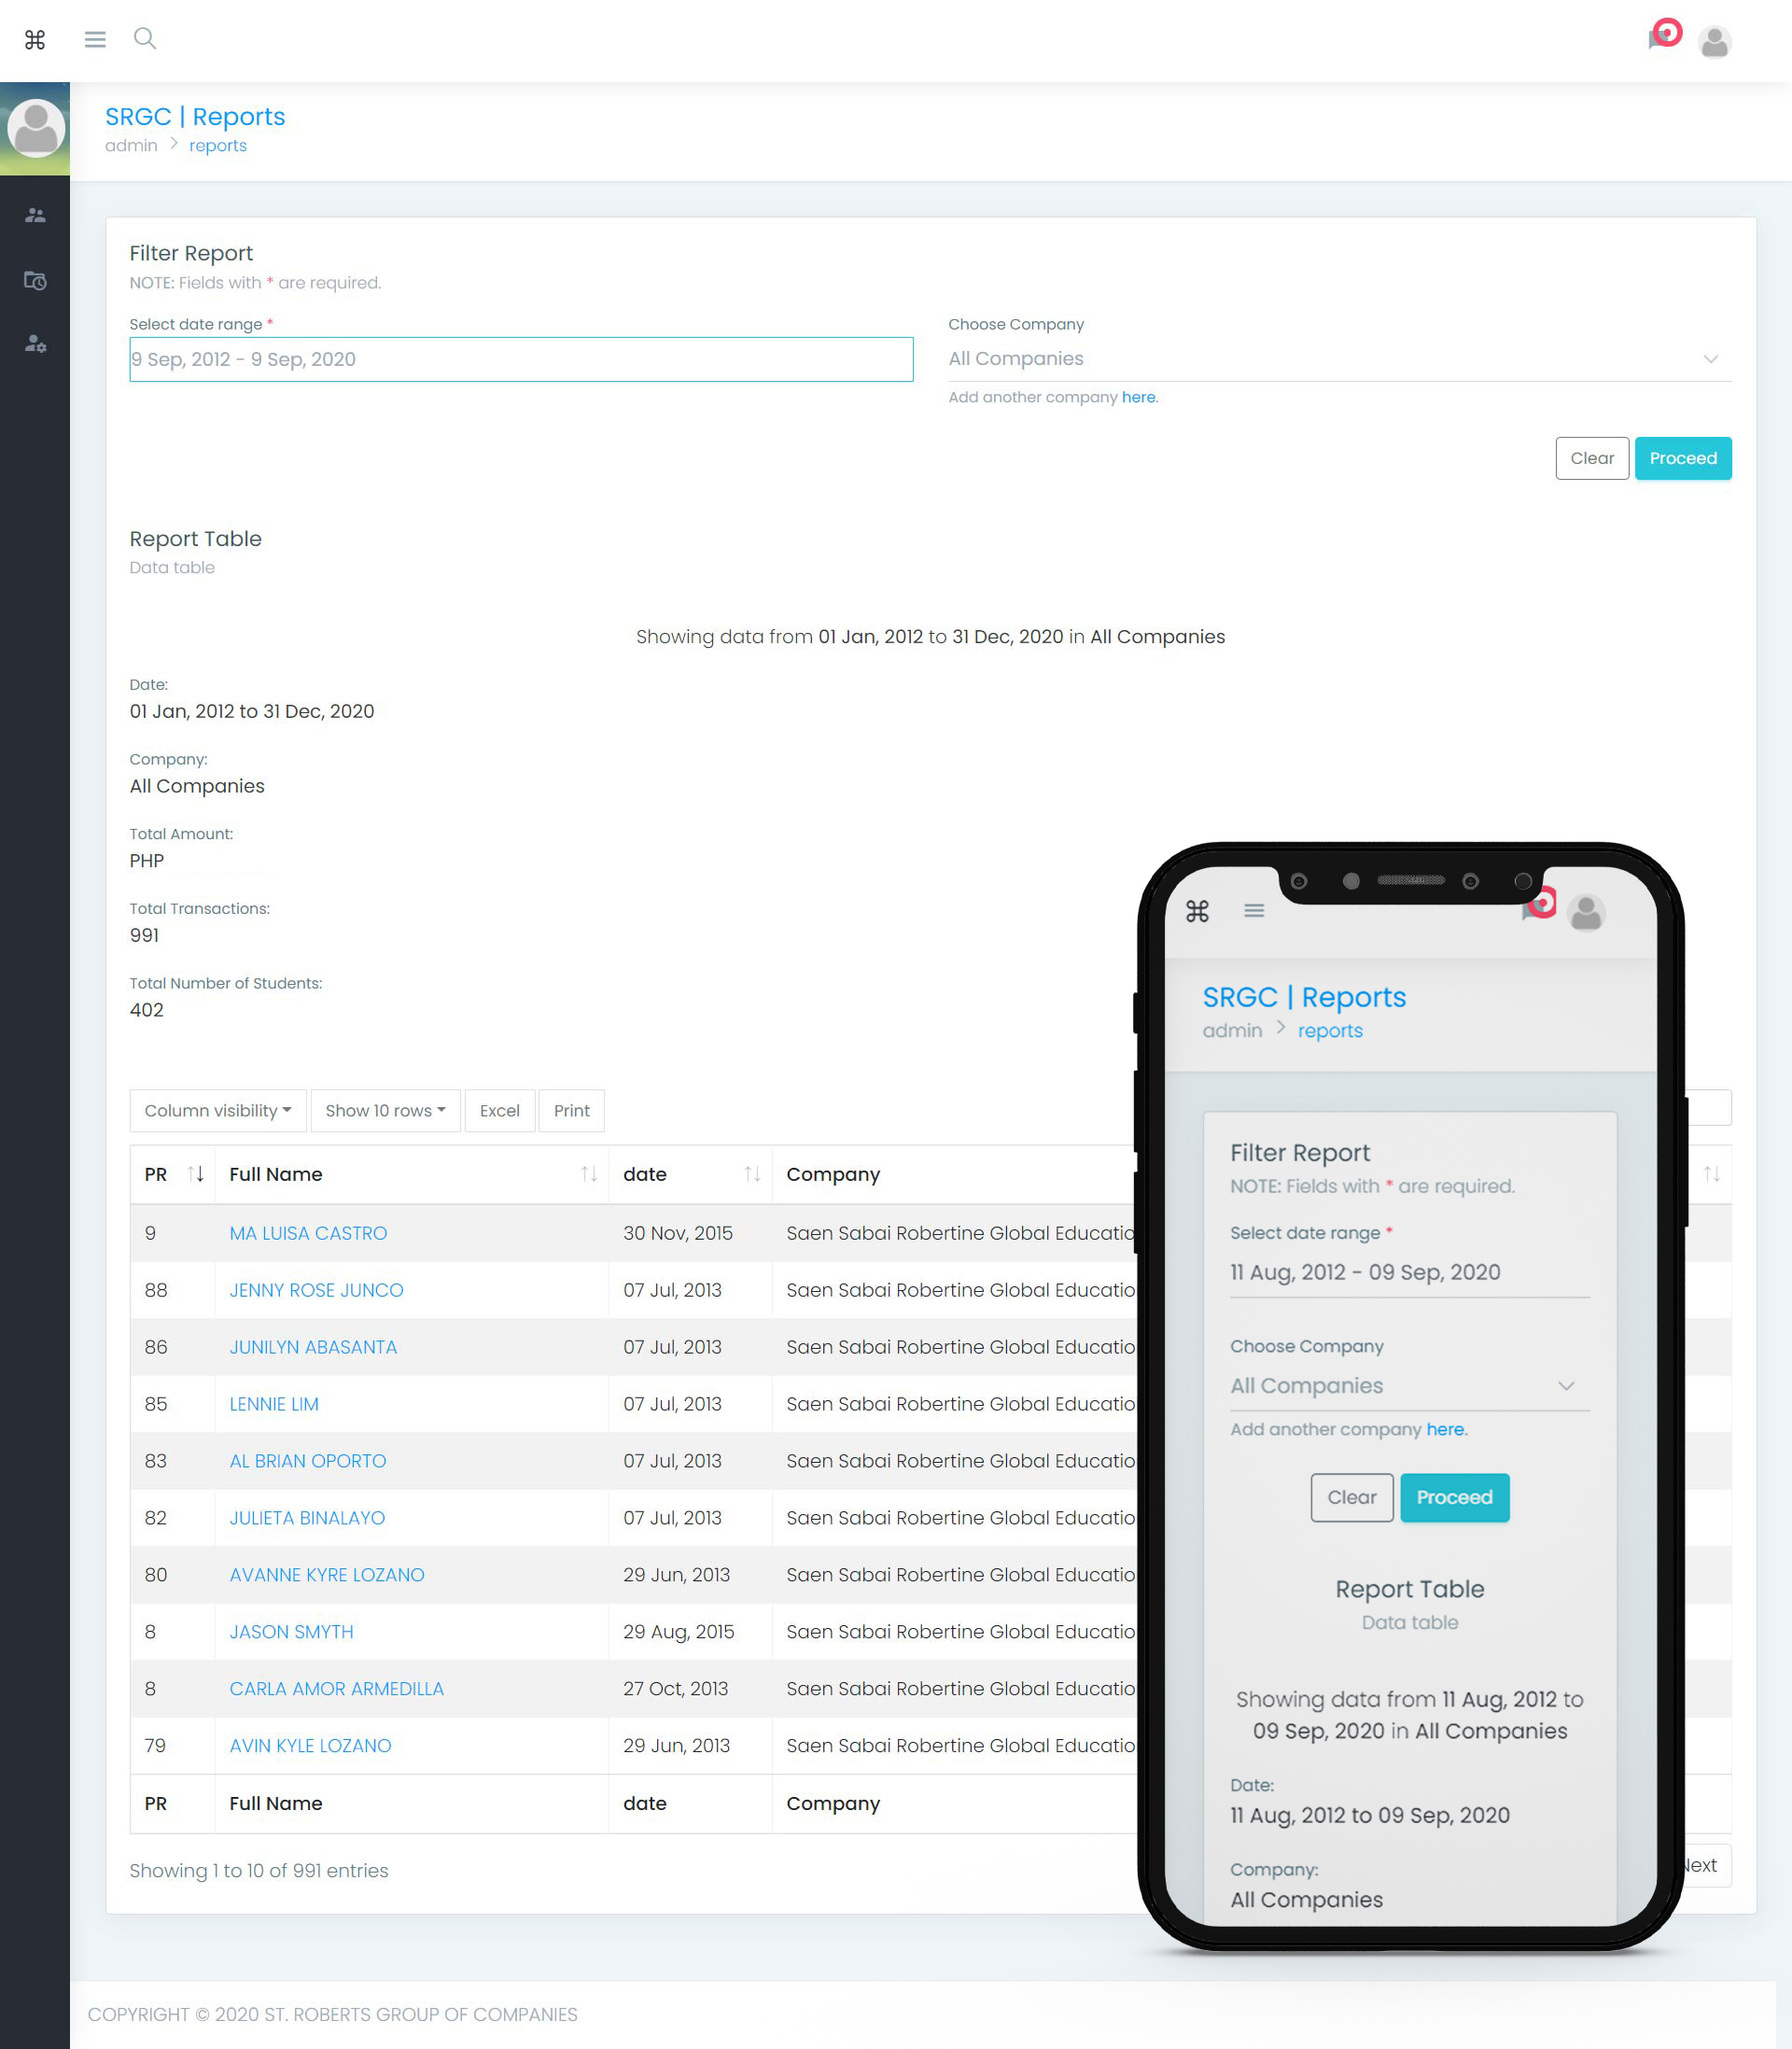 SRGC | Reports
admin > reports
Filter Report
NOTE: Fields with * are required.
Select date range *
9 Sep, 2012 - 9 Sep, 2020
Choose Company
All Companies
Add another company here.
Clear Proceed
Report Table
Data table
Showing data from 01 Jan, 2012 to 31 Dec, 2020 in All Companies
Date:
01 Jan, 2012 to 31 Dec, 2020
Company:
All Companies
Total Amount:
PHP
Total Transactions:
991
Total Number of Students:
402
Column visibility Show 10 rows Excel Print
PR Full Name date Company
9 MA LUISA CASTRO 30 Nov, 2015 Saen Sabai Robertine Global Educatio
88 JENNY ROSE JUNCO 07 Jul, 2013 Saen Sabai Robertine Global Educatio
86 JUNILYN ABASANTA 07 Jul, 2013 Saen Sabai Robertine Global Educatio
85 LENNIE LIM 07 Jul, 2013 Saen Sabai Robertine Global Educatio
83 AL BRIAN OPORTO 07 Jul, 2013 Saen Sabai Robertine Global Educatio
82 JULIETA BINALAYO 07 Jul, 2013 Saen Sabai Robertine Global Educatio
80 AVANNE KYRE LOZANO 29 Jun, 2013 Saen Sabai Robertine Global Educatio
8 JASON SMYTH 29 Aug, 2015 Saen Sabai Robertine Global Educatio
8 CARLA AMOR ARMEDILLA 27 Oct, 2013 Saen Sabai Robertine Global Educatio
79 AVIN KYLE LOZANO 29 Jun, 2013 Saen Sabai Robertine Global Educatio
PR Full Name date Company
Showing 1 to 10 of 991 entries
Next
COPYRIGHT © 2020 ST. ROBERTS GROUP OF COMPANIES
SRGC | Reports
admin > reports
Filter Report
NOTE: Fields with * are required.
Select date range *
11 Aug, 2012 - 09 Sep, 2020
Choose Company
All Companies
Add another company here.
Clear Proceed
Report Table
Data table
Showing data from 11 Aug, 2012 to
09 Sep, 2020 in All Companies
Date:
11 Aug, 2012 to 09 Sep, 2020
Company:
All Companies